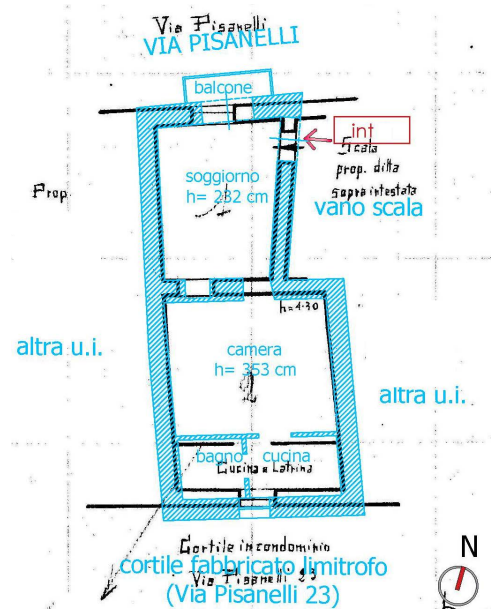 Via Pisanelli
VIA PISANELLI
balcone
int
Scala
prop. ditta
sopra intestata
vano scala
Prop.
soggiorno
h= 232 cm
1
h=4.30
altra u.i.
camera
h= 353 cm
2
altra u.i.
bagno cucina
Cucina e Latrina
Cortile in condominio
cortile fabbricato limitrofo
Via Pisanelli 23
(Via Pisanelli 23)
N